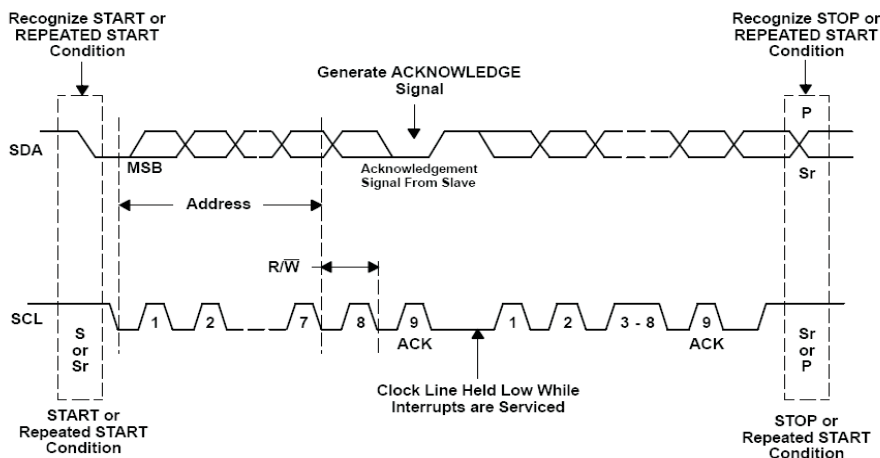 Recognize START or
REPEATED START
Condition
Recognize STOP or
REPEATED START
Condition
Generate ACKNOWLEDGE
Signal
P
SDA
MSB
Acknowledgement
Signal From Slave
Sr
Address
R/W̅
SCL
S
or
Sr
1
2
7
8
9
ACK
1
2
3 - 8
9
ACK
Sr
or
P
Clock Line Held Low While
Interrupts are Serviced
START or
Repeated START
Condition
STOP or
Repeated START
Condition